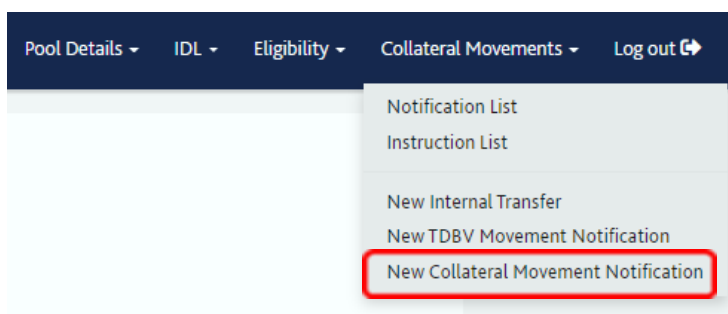 Pool Details IDL Eligibility Collateral Movements Log out
Notification List
Instruction List
New Internal Transfer
New TDBV Movement Notification
New Collateral Movement Notification